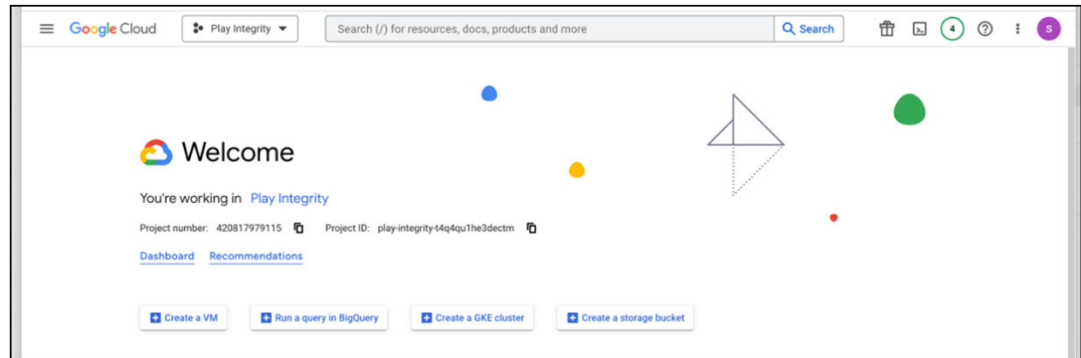 Google Cloud Play Integrity Search (/) for resources, docs, products and more Search 4 S
Welcome
You're working in Play Integrity
Project number: 420817979115 Project ID: play-integrity-t4q4qu1he3dectm
Dashboard Recommendations
Create a VM Run a query in BigQuery Create a GKE cluster Create a storage bucket